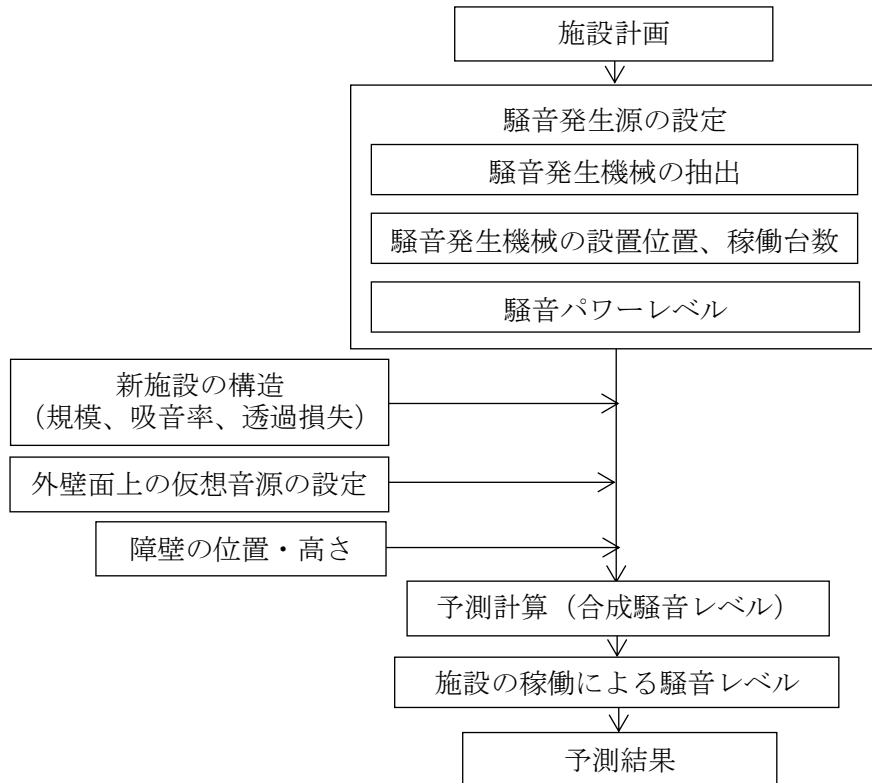 施設計画
騒音発生源の設定
騒音発生機械の抽出
騒音発生機械の設置位置、稼働台数
騒音パワーレベル
新施設の構造
（規模、吸音率、透過損失）
外壁面上の仮想音源の設定
障壁の位置・高さ
予測計算（合成騒音レベル）
施設の稼働による騒音レベル
予測結果